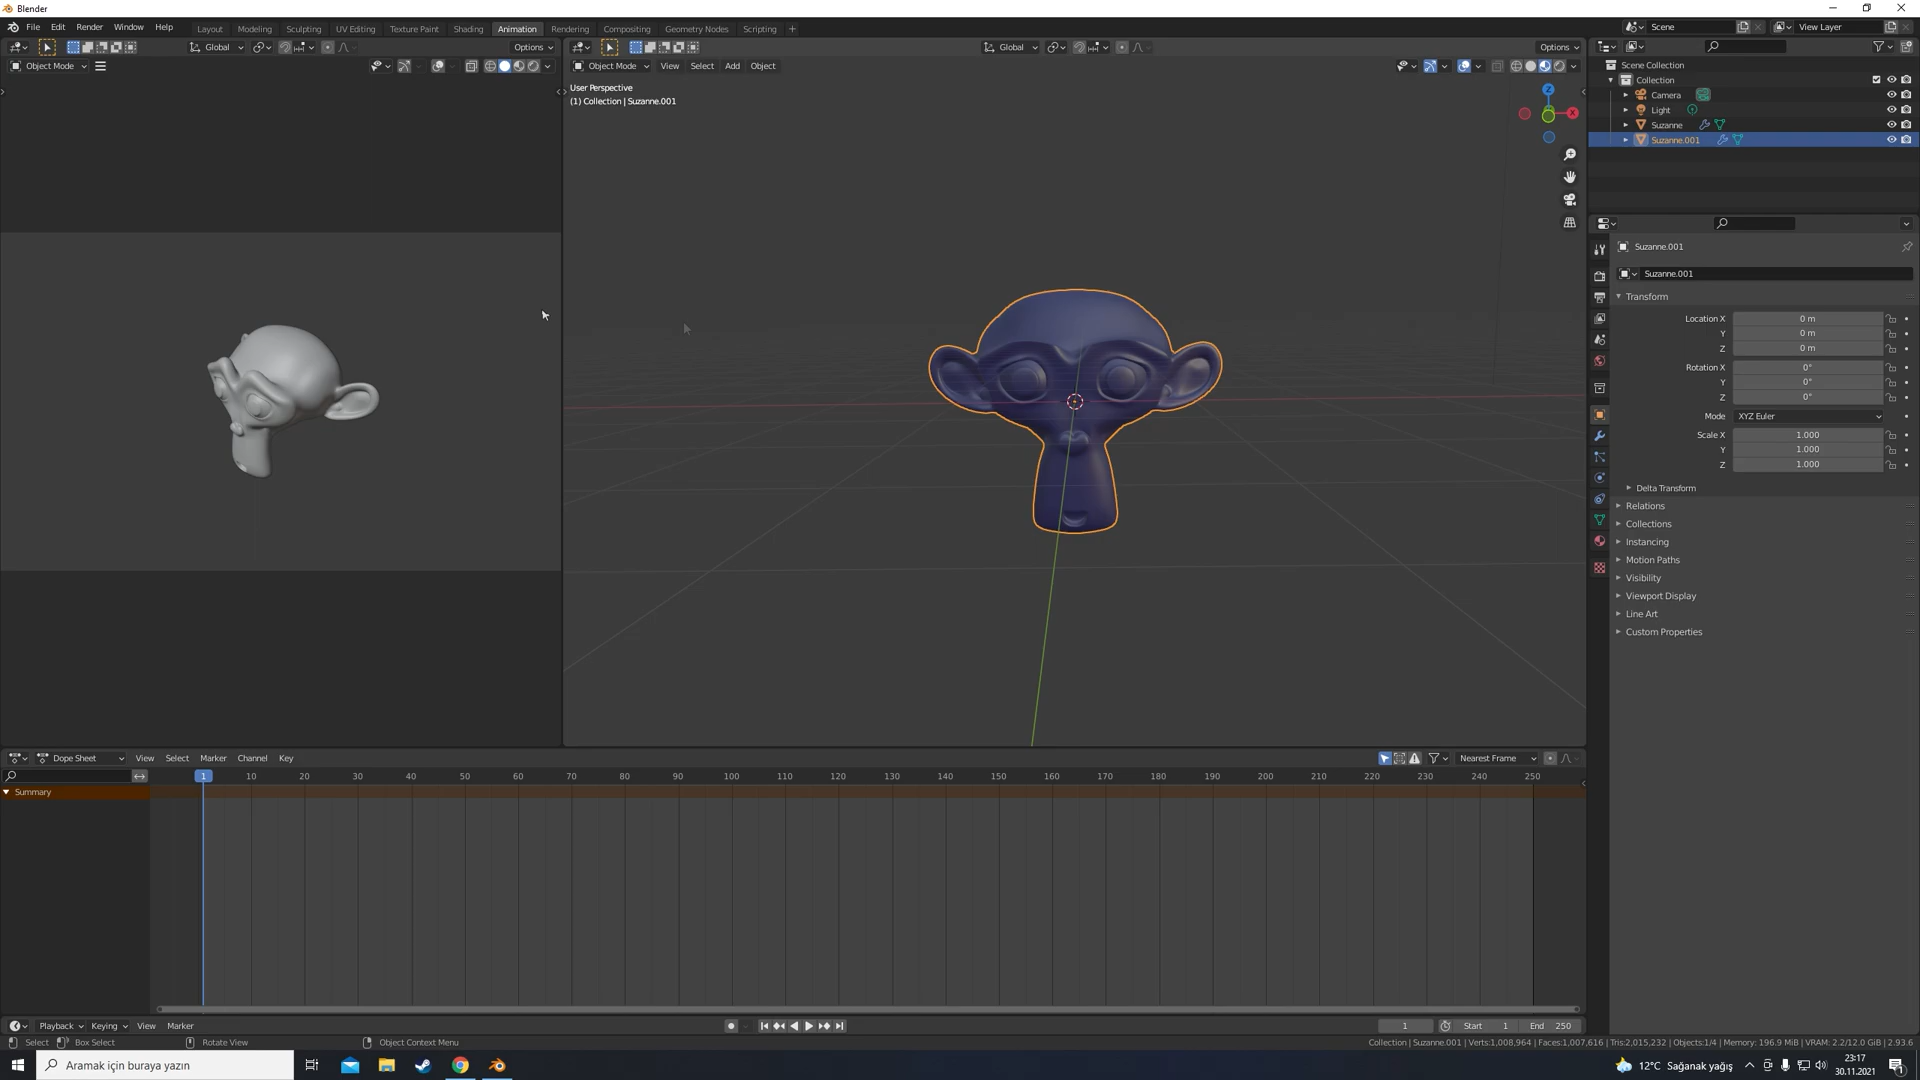 Blender
File Edit Render Window Help
Layout Modeling Sculpting UV Editing Texture Paint Shading Animation Rendering Compositing Geometry Nodes Scripting +
Scene
View Layer
Global
Options
Global
Options
Object Mode
Object Mode View Select Add Object
User Perspective
(1) Collection | Suzanne.001
Z
X
Scene Collection
Collection
Camera
Light
Suzanne
Suzanne.001
Suzanne.001
Suzanne.001
Transform
Location X 0 m
Y 0 m
Z 0 m
Rotation X 0°
Y 0°
Z 0°
Mode XYZ Euler
Scale X 1.000
Y 1.000
Z 1.000
Delta Transform
Relations
Collections
Instancing
Motion Paths
Visibility
Viewport Display
Line Art
Custom Properties
Dope Sheet View Select Marker Channel Key
Nearest Frame
1 10 20 30 40 50 60 70 80 90 100 110 120 130 140 150 160 170 180 190 200 210 220 230 240 250
Summary
Playback Keying View Marker
1 Start 1 End 250
Select Box Select Rotate View Object Context Menu
Collection | Suzanne.001 | Verts:1,008,964 | Faces:1,007,616 | Tris:2,015,232 | Objects:1/4 | Memory: 196.9 MiB | VRAM: 2.2/12.0 GiB | 2.93.6
Aramak için buraya yazın
12°C Sağanak yağış
23:17
30.11.2021
1